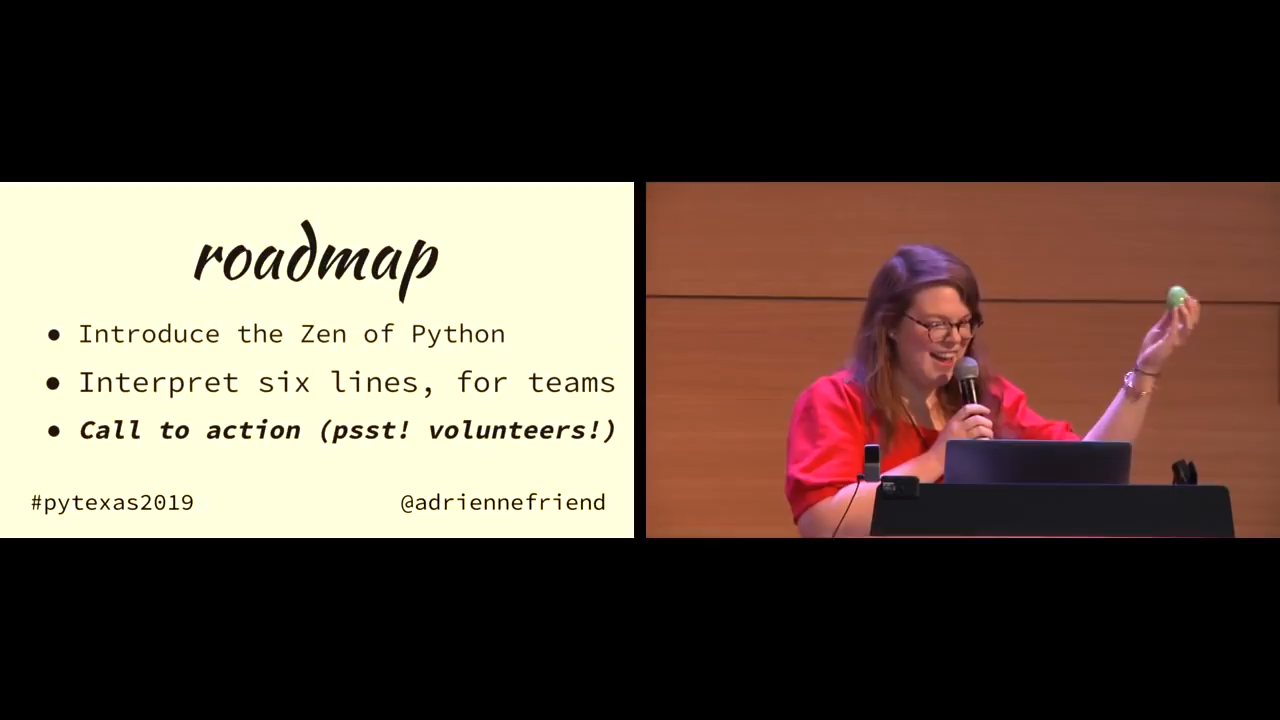 roadmap
● Introduce the Zen of Python
● Interpret six lines, for teams
● Call to action (psst! volunteers!)
#pytexas2019
@adriennefriend